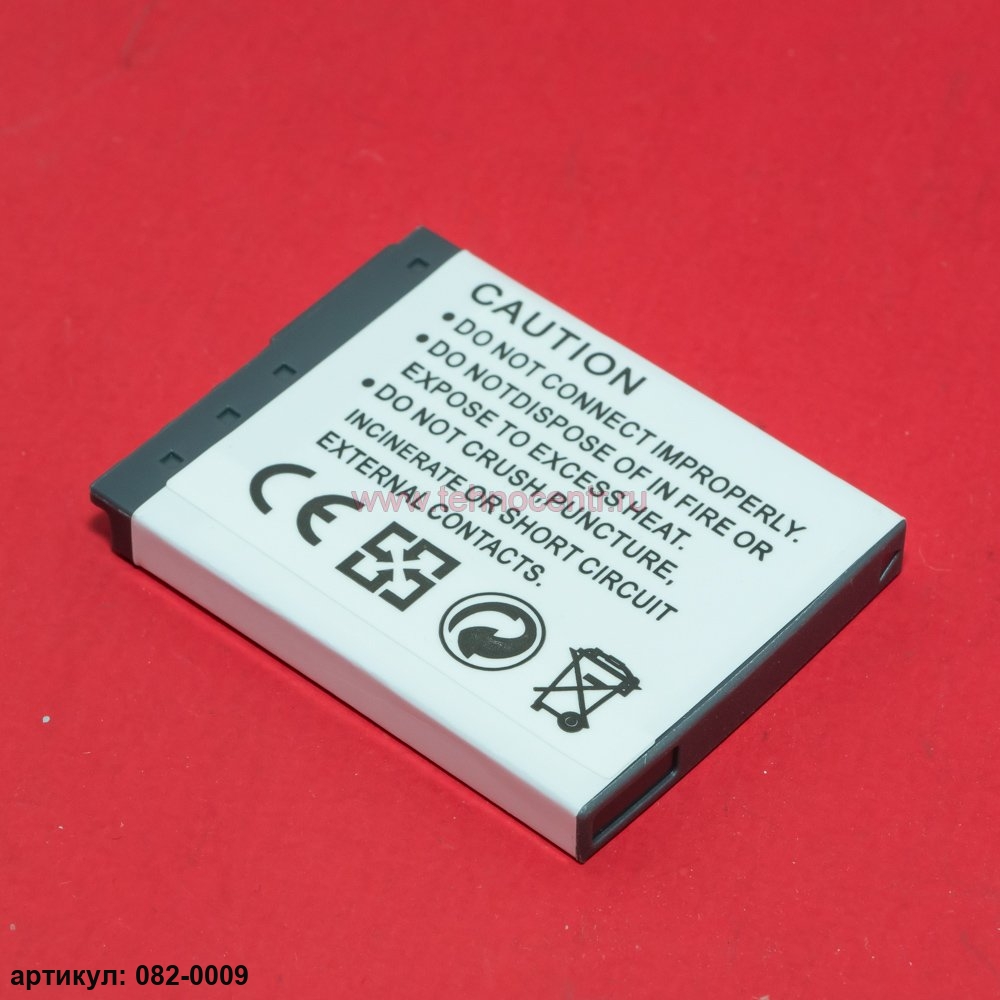 CAUTION
• DO NOT CONNECT IMPROPERLY.
• DO NOTDISPOSE OF IN FIRE OR
EXPOSE TO EXCESS HEAT.
• DO NOT CRUSH PUNCTURE,
INCINERATE OR SHORT CIRCUIT
EXTERNAL CONTACTS.
CE
www.tehnocentr.ru
артикул: 082-0009